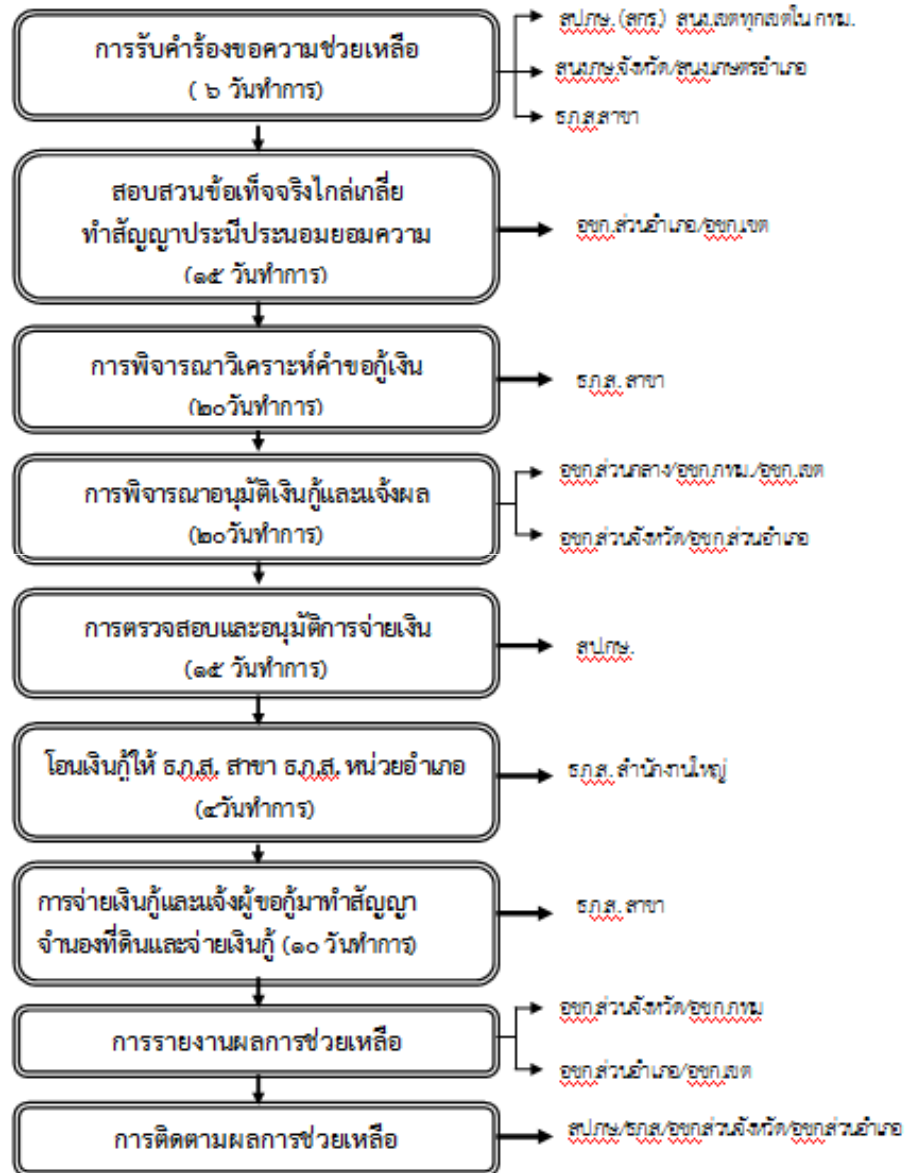 การรับคำร้องขอความช่วยเหลือ
( ๖ วันทำการ)
สป.กษ. (สกร.) สนง.เขตทุกเขตใน กทม.
สนง.กษ.จังหวัด/สนง.เกษตรอำเภอ
ธ.ก.ส.สาขา
สอบสวนข้อเท็จจริงไกล่เกลี่ย
ทำสัญญาประนีประนอมยอมความ
(๑๕ วันทำการ)
อชก.ส่วนอำเภอ/อชก.เขต
การพิจารณาวิเคราะห์คำขอกู้เงิน
(๒๐วันทำการ)
ธ.ก.ส. สาขา
การพิจารณาอนุมัติเงินกู้และแจ้งผล
(๒๐วันทำการ)
อชก.ส่วนกลาง/อชก.กทม./อชก.เขต
อชก.ส่วนจังหวัด/อชก.ส่วนอำเภอ
การตรวจสอบและอนุมัติการจ่ายเงิน
(๑๕ วันทำการ)
สป.กษ.
โอนเงินกู้ให้ ธ.ก.ส. สาขา ธ.ก.ส. หน่วยอำเภอ
(๔วันทำการ)
ธ.ก.ส. สำนักงานใหญ่
การจ่ายเงินกู้และแจ้งผู้ขอกู้มาทำสัญญา
จำนองที่ดินและจ่ายเงินกู้ (๑๐ วันทำการ)
ธ.ก.ส. สาขา
การรายงานผลการช่วยเหลือ
อชก.ส่วนจังหวัด/อชก.กทม
อชก.ส่วนอำเภอ/อชก.เขต
การติดตามผลการช่วยเหลือ
สป.กษ/ธ.ก.ส/อชก.ส่วนจังหวัด/อชก.ส่วนอำเภอ